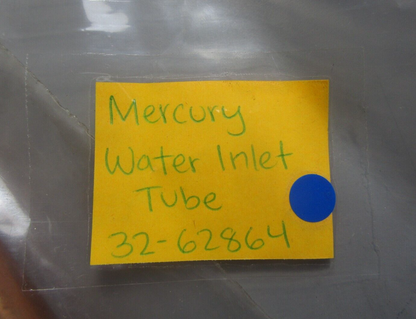 Mercury
Water Inlet
Tube
32-62864